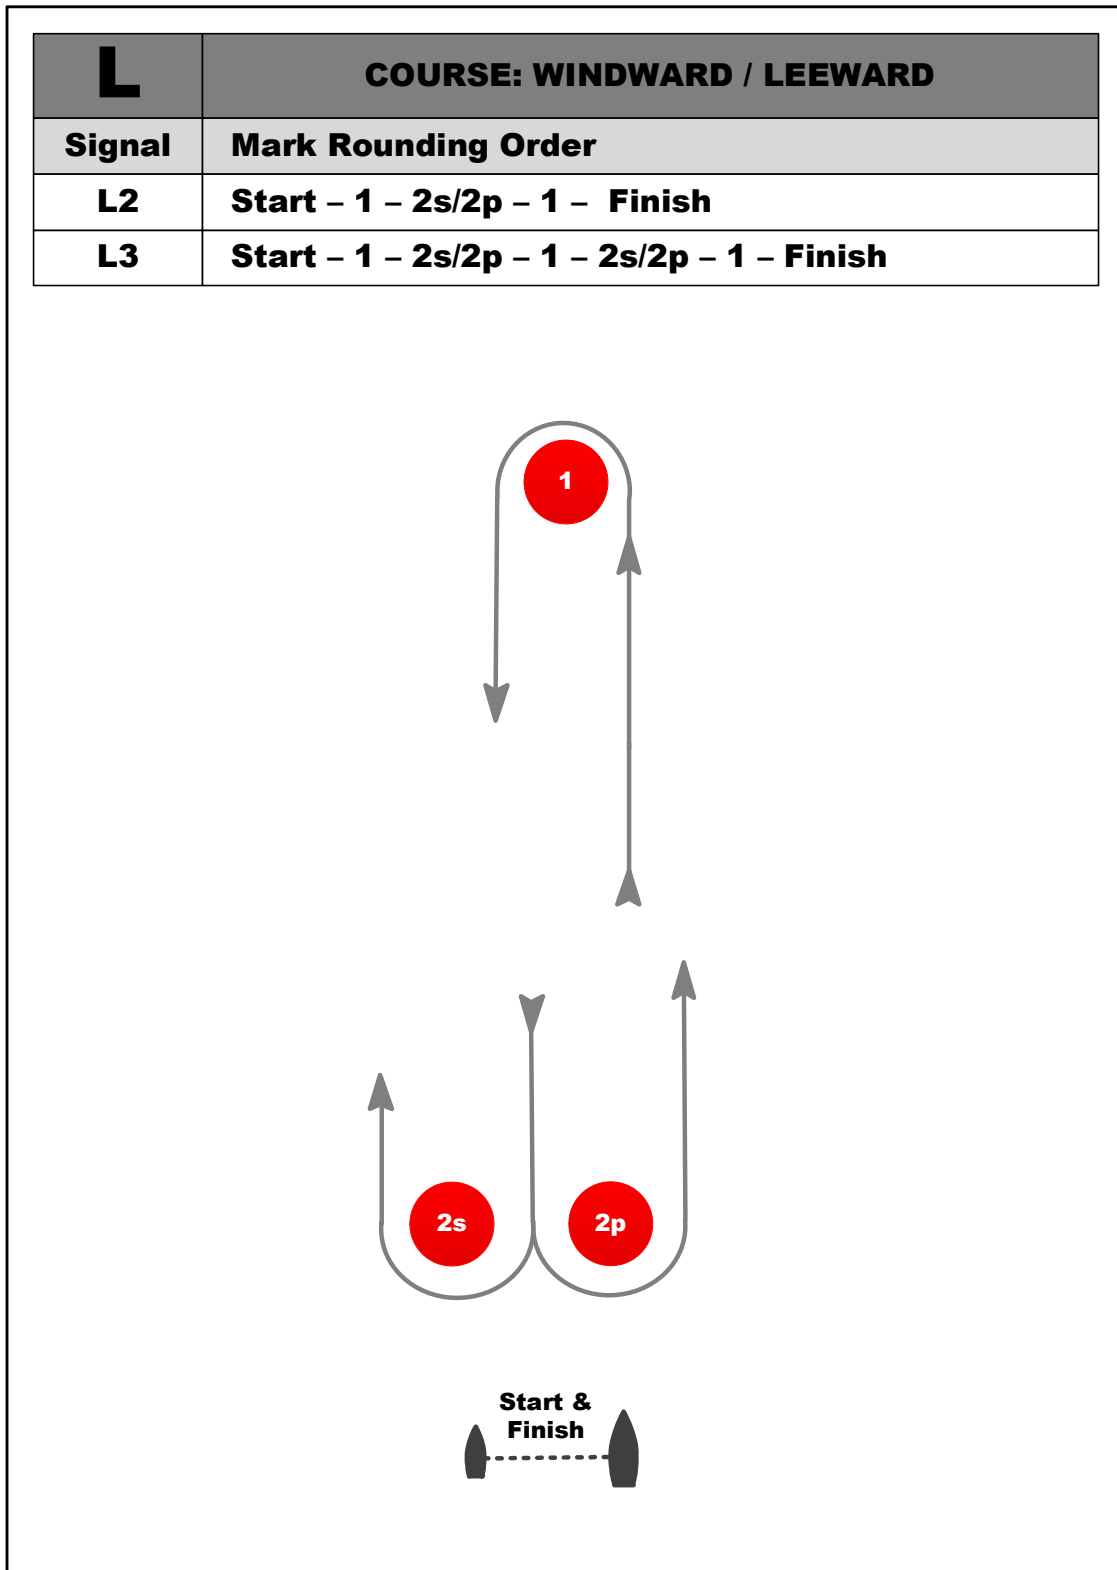 L COURSE: WINDWARD / LEEWARD
Signal Mark Rounding Order
L2 Start – 1 – 2s/2p – 1 – Finish
L3 Start – 1 – 2s/2p – 1 – 2s/2p – 1 – Finish
1
2s 2p
Start &
Finish